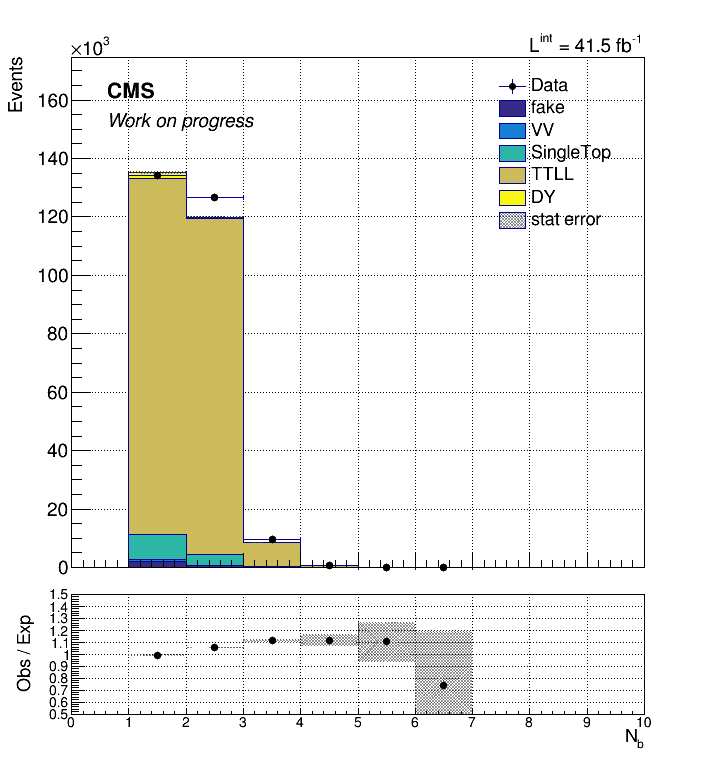 ×10³
L^int = 41.5 fb⁻¹
Events
CMS
Work on progress
Data
fake
VV
SingleTop
TTLL
DY
stat error
160
140
120
100
80
60
40
20
0
Obs / Exp
1.5
1.4
1.3
1.2
1.1
1
0.9
0.8
0.7
0.6
0.5
0 1 2 3 4 5 6 7 8 9 10
N_b